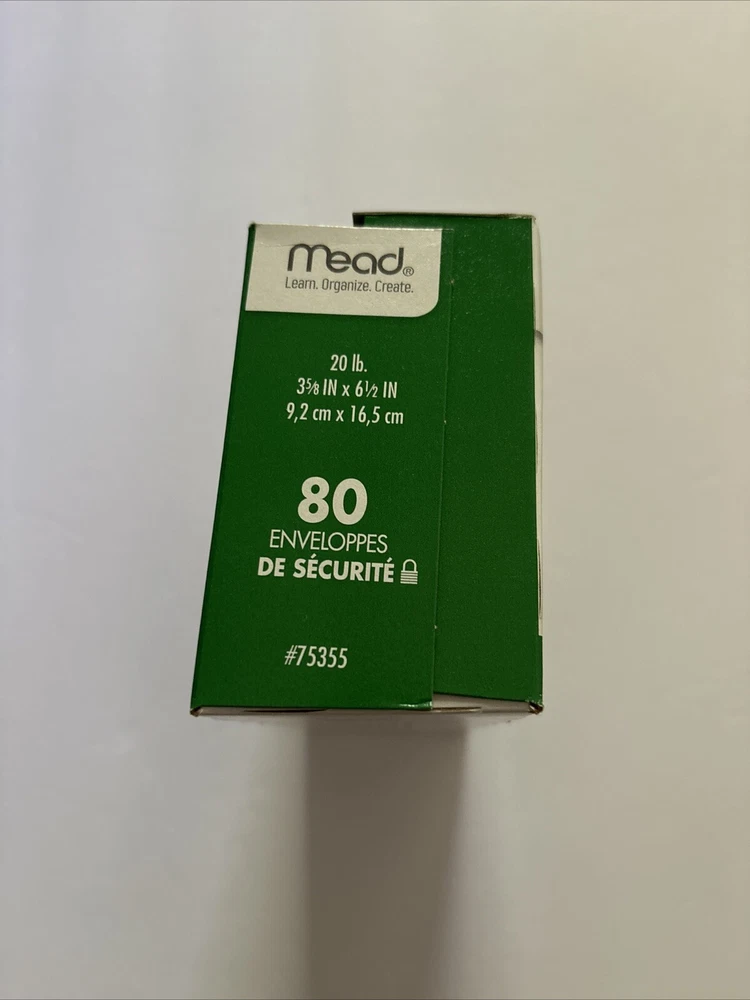 Mead®
Learn. Organize. Create.
20 lb.
3⅝ IN x 6½ IN
9,2 cm x 16,5 cm
80
ENVELOPPES
DE SÉCURITÉ
#75355